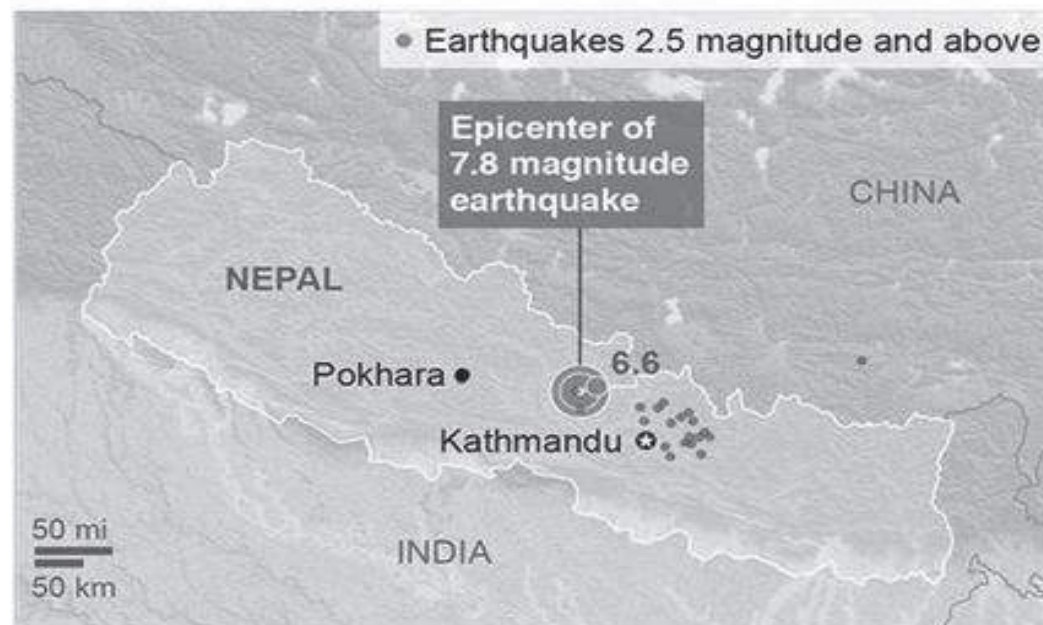 Earthquakes 2.5 magnitude and above
Epicenter of
7.8 magnitude
earthquake
CHINA
NEPAL
6.6
Pokhara
Kathmandu
50 mi
INDIA
50 km